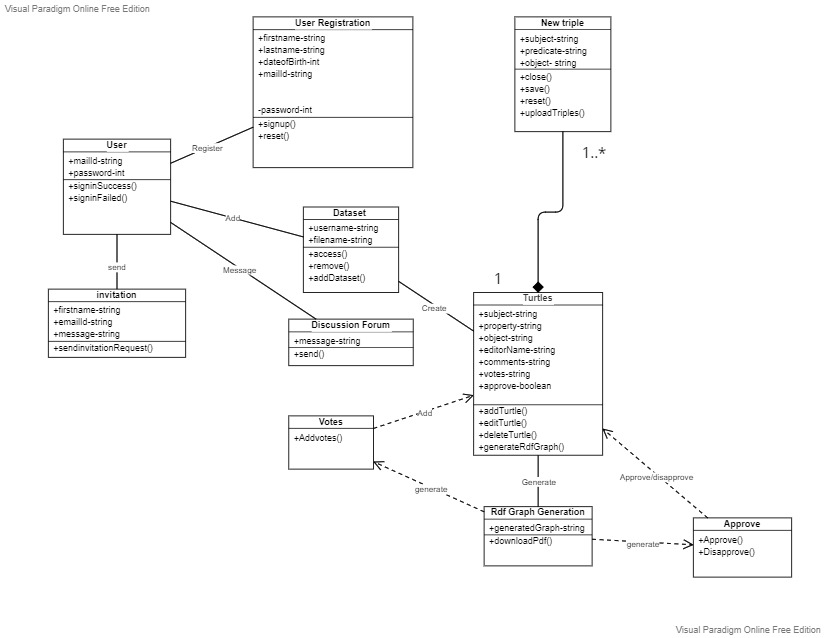 Visual Paradigm Online Free Edition
User Registration
+firstname-string
+lastname-string
+dateofBirth-int
+mailId-string
-password-int
+signup()
+reset()
New triple
+subject-string
+predicate-string
+object- string
+close()
+save()
+reset()
+uploadTriples()
1..*
User
+mailId-string
+password-int
+signinSuccess()
+signinFailed()
Register
Add
Message
send
Dataset
+username-string
+filename-string
+access()
+remove()
+addDataset()
Create
invitation
+firstname-string
+emailId-string
+message-string
+sendinvitationRequest()
Discussion Forum
+message-string
+send()
1
Turtles
+subject-string
+property-string
+object-string
+editorName-string
+comments-string
+votes-string
+approve-boolean
+addTurtle()
+editTurtle()
+deleteTurtle()
+generateRdfGraph()
Votes
+Addvotes()
Add
generate
Generate
Approve/disapprove
Rdf Graph Generation
+generatedGraph-string
+downloadPdf()
generate
Approve
+Approve()
+Disapprove()
Visual Paradigm Online Free Edition